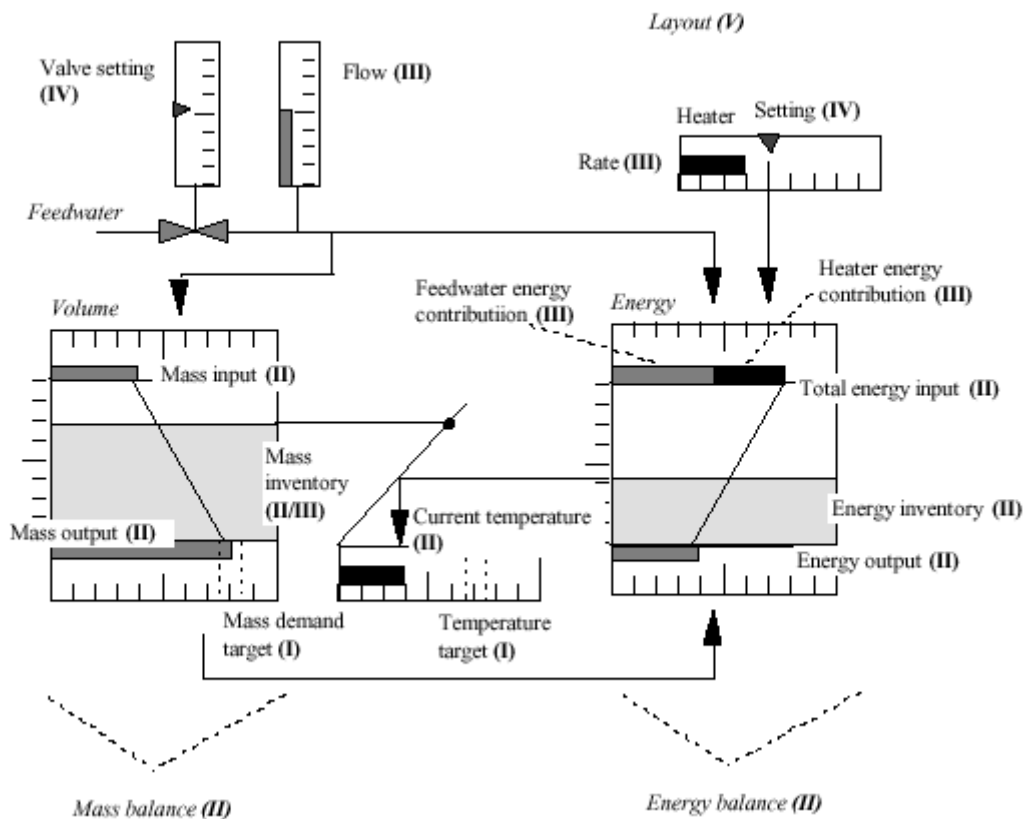 Layout (V)
Valve setting
(IV)
Flow (III)
Heater
Setting (IV)
Rate (III)
Feedwater
Volume
Feedwater energy
contributiion (III)
Energy
Heater energy
contribution (III)
Mass input (II)
Total energy input (II)
Mass
inventory
(II/III)
Mass output (II)
Current temperature
(II)
Energy inventory (II)
Energy output (II)
Mass demand
target (I)
Temperature
target (I)
Mass balance (II)
Energy balance (II)